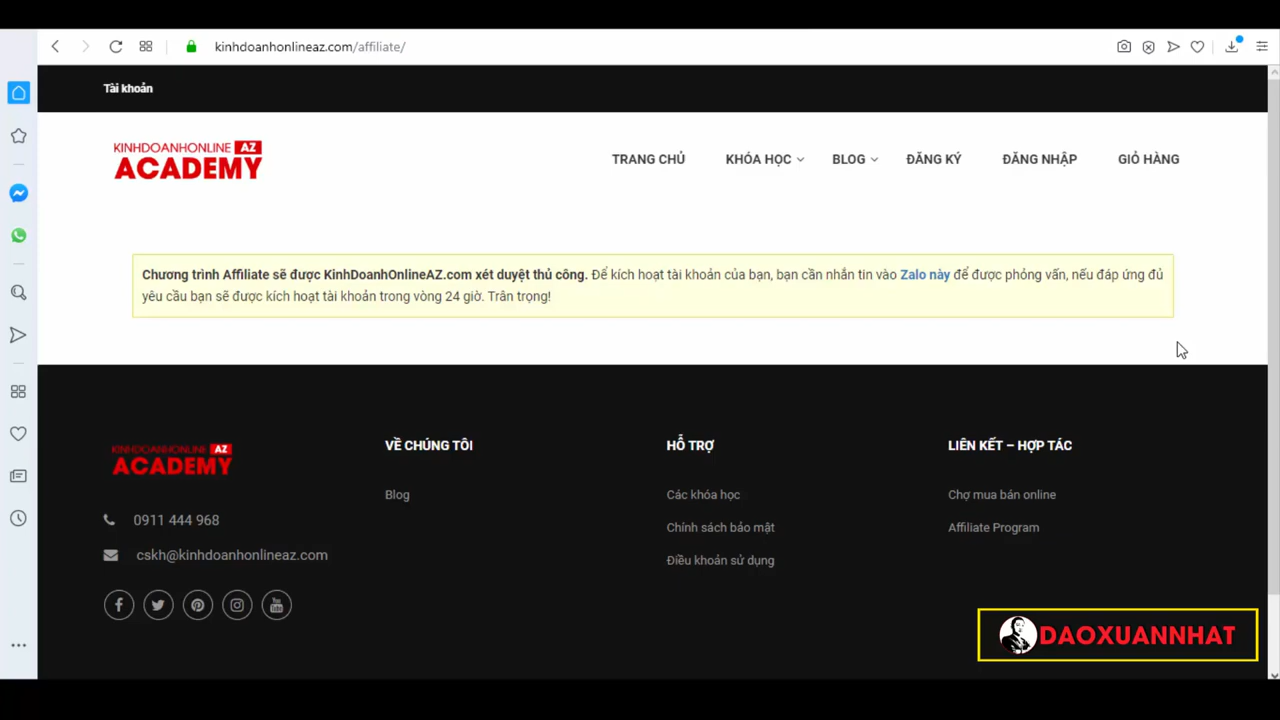 kinhdoanhonlineaz.com/affiliate/
Tài khoản
KINHDOANHONLINE AZ
ACADEMY
TRANG CHỦ KHÓA HỌC BLOG ĐĂNG KÝ ĐĂNG NHẬP GIỎ HÀNG
Chương trình Affiliate sẽ được KinhDoanhOnlineAZ.com xét duyệt thủ công. Để kích hoạt tài khoản của bạn, bạn cần nhắn tin vào Zalo này để được phỏng vấn, nếu đáp ứng đủ
yêu cầu bạn sẽ được kích hoạt tài khoản trong vòng 24 giờ. Trân trọng!
KINHDOANHONLINE AZ
ACADEMY
0911 444 968
cskh@kinhdoanhonlineaz.com
VỀ CHÚNG TÔI
Blog
HỖ TRỢ
Các khóa học
Chính sách bảo mật
Điều khoản sử dụng
LIÊN KẾT – HỢP TÁC
Chợ mua bán online
Affiliate Program
DAOXUANNHAT